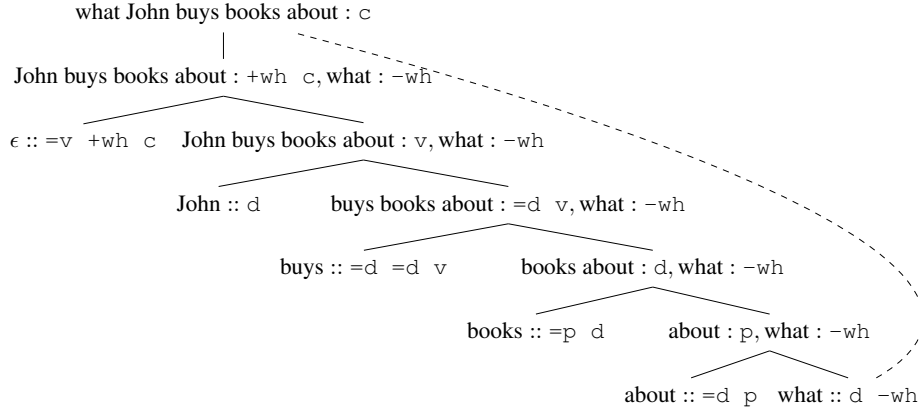 what John buys books about : c
John buys books about : +wh c, what : -wh
ϵ :: =v +wh c John buys books about : v, what : -wh
John :: d buys books about : =d v, what : -wh
buys :: =d =d v books about : d, what : -wh
books :: =p d about : p, what : -wh
about :: =d p what :: d -wh